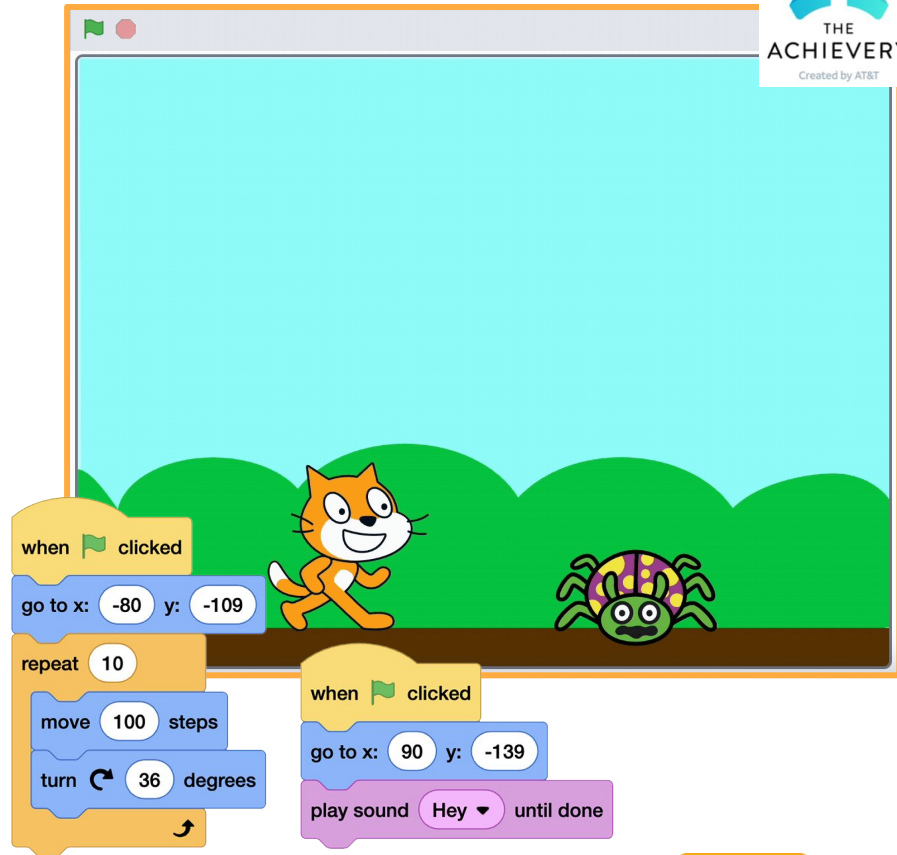 THE
ACHIEVERY
Created by AT&T
when clicked
go to x: -80 y: -109
repeat 10
move 100 steps
turn 36 degrees
when clicked
go to x: 90 y: -139
play sound Hey until done